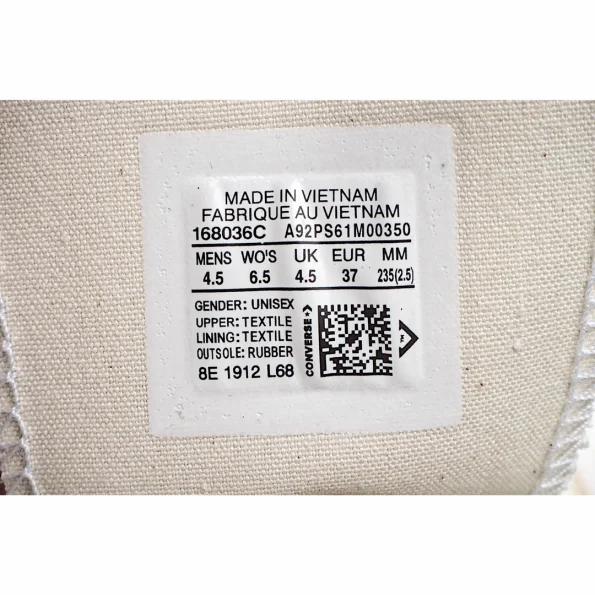 MADE IN VIETNAM
FABRIQUE AU VIETNAM
168036C A92PS61M00350
MENS WO'S UK EUR MM
4.5 6.5 4.5 37 235(2.5)
GENDER: UNISEX
UPPER: TEXTILE
LINING: TEXTILE
OUTSOLE: RUBBER
8E 1912 L68
CONVERSE
TM